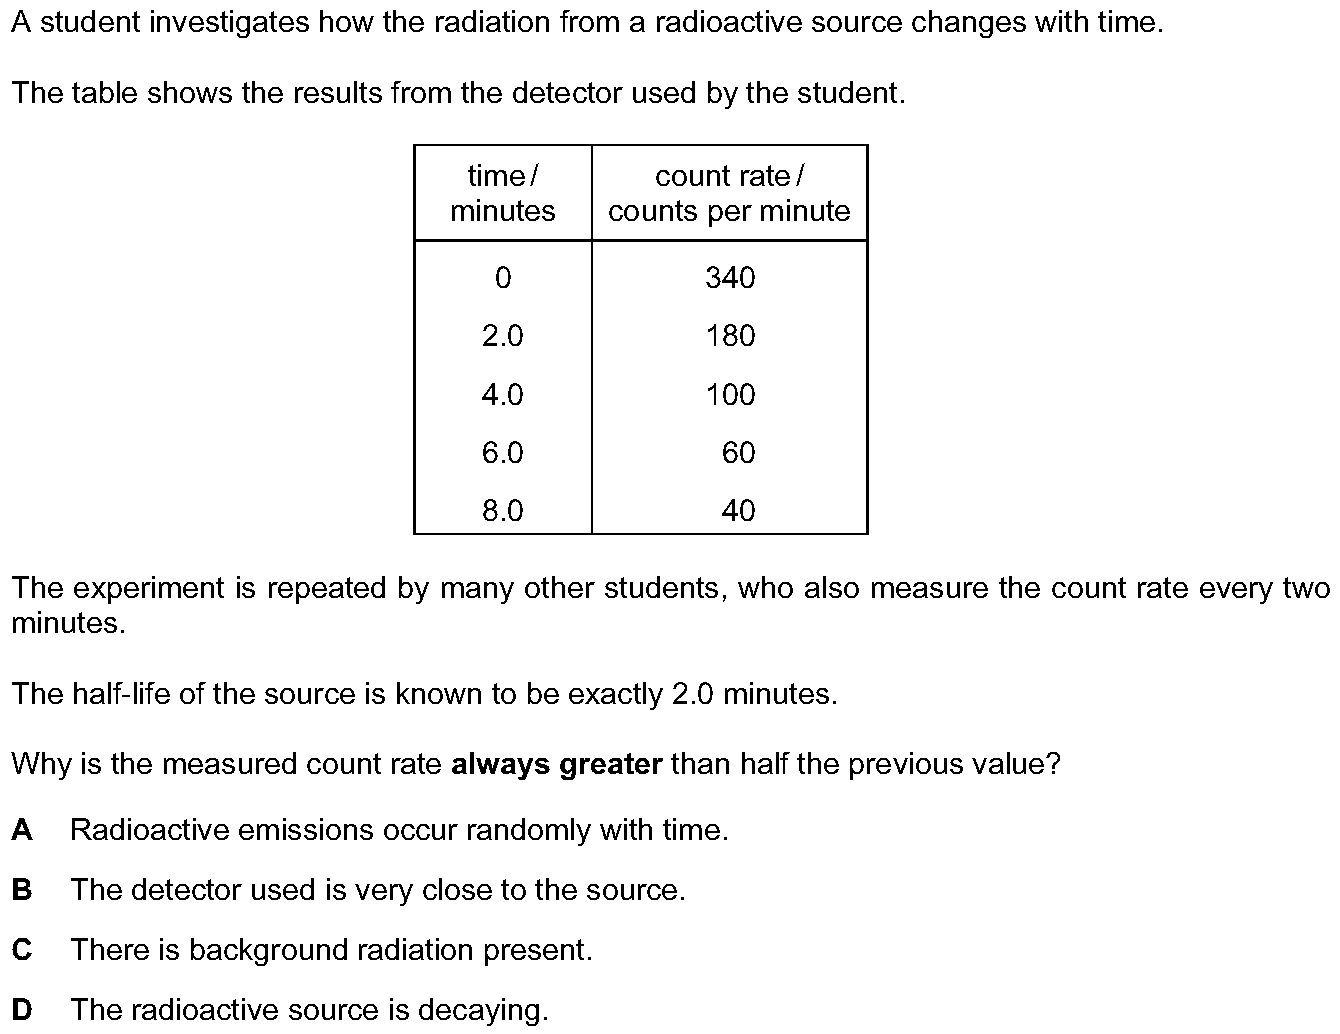 A student investigates how the radiation from a radioactive source changes with time.
The table shows the results from the detector used by the student.
time / minutes	count rate / counts per minute
0	340
2.0	180
4.0	100
6.0	60
8.0	40
The experiment is repeated by many other students, who also measure the count rate every two
minutes.
The half-life of the source is known to be exactly 2.0 minutes.
Why is the measured count rate always greater than half the previous value?
A Radioactive emissions occur randomly with time.
B The detector used is very close to the source.
C There is background radiation present.
D The radioactive source is decaying.